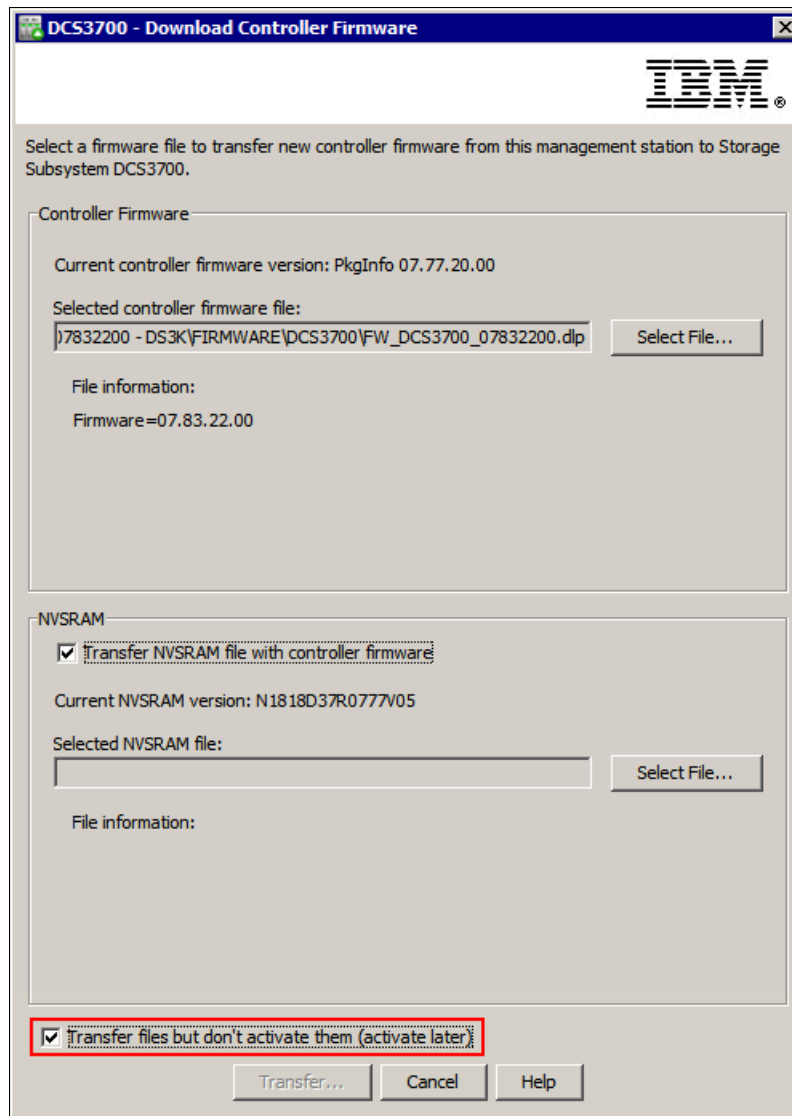 DCS3700 - Download Controller Firmware
IBM®
Select a firmware file to transfer new controller firmware from this management station to Storage
Subsystem DCS3700.
Controller Firmware
Current controller firmware version: PkgInfo 07.77.20.00
Selected controller firmware file:
07832200 - DS3K\FIRMWARE\DCS3700\FW_DCS3700_07832200.dlp
Select File...
File information:
Firmware=07.83.22.00
NVSRAM
Transfer NVSRAM file with controller firmware
Current NVSRAM version: N1818D37R0777V05
Selected NVSRAM file:
Select File...
File information:
Transfer files but don't activate them (activate later)
Transfer... Cancel Help